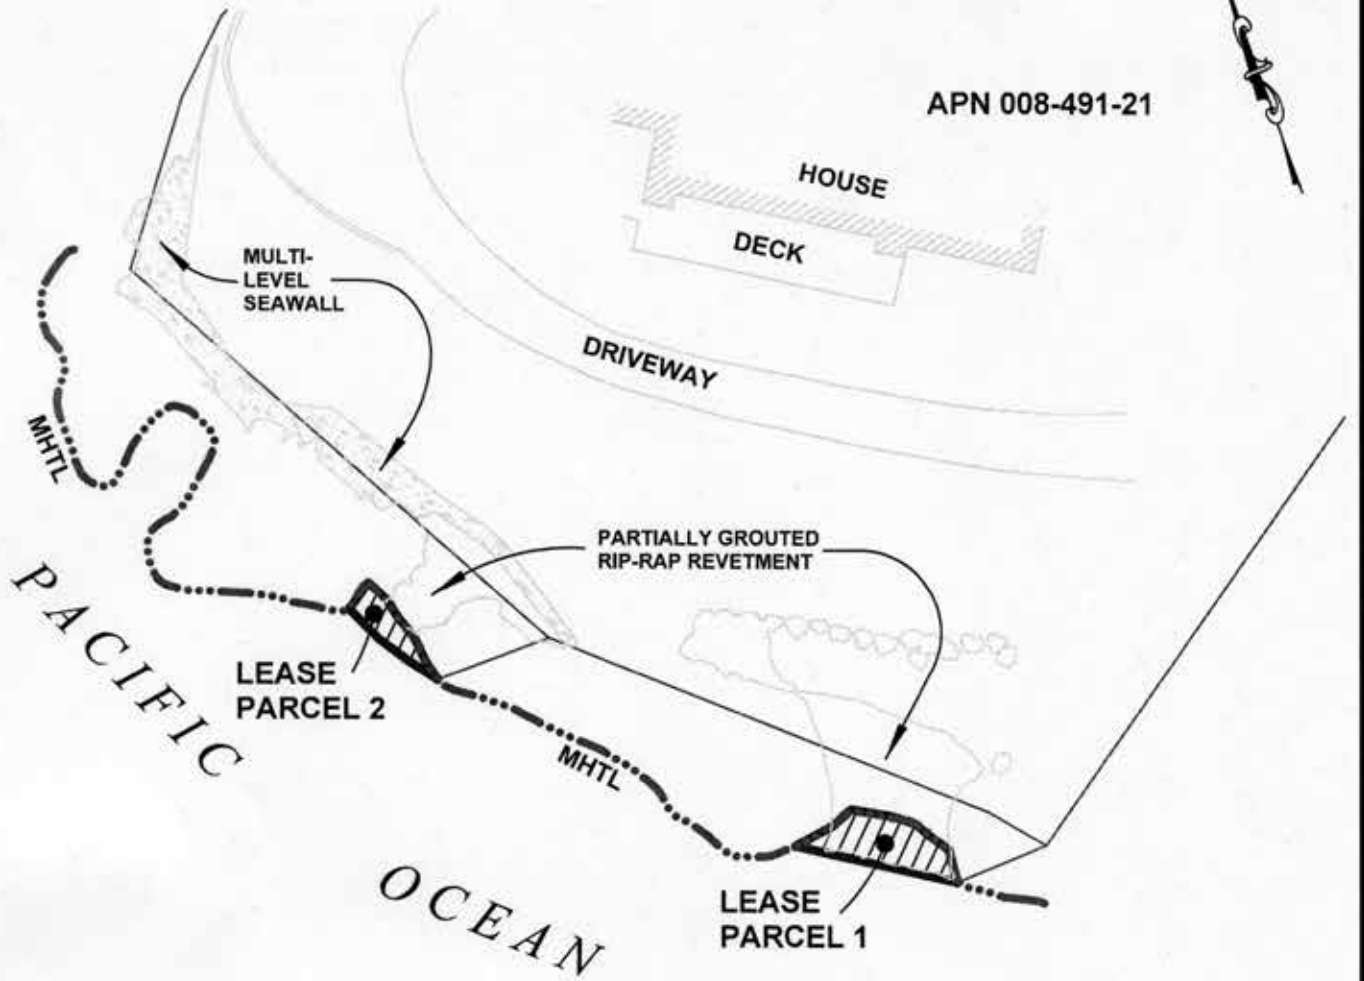 APN 008-491-21
HOUSE
DECK
MULTI-
LEVEL
SEAWALL
DRIVEWAY
MHTL
PARTIALLY GROUTED
RIP-RAP REVETMENT
PACIFIC
LEASE
PARCEL 2
MHTL
OCEAN
LEASE
PARCEL 1